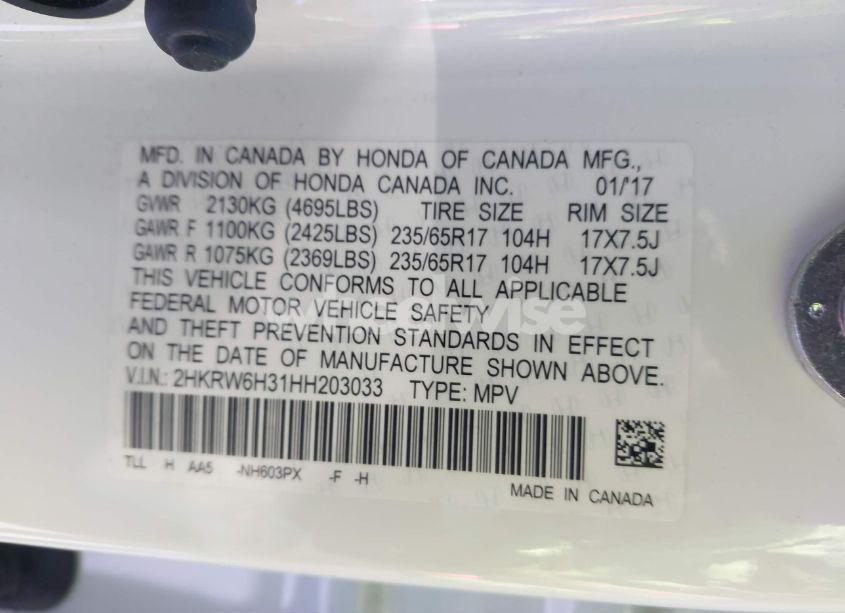 MFD. IN CANADA BY HONDA OF CANADA MFG.,
A DIVISION OF HONDA CANADA INC. 01/'17
GVWR 2130KG (4695LBS) TIRE SIZE RIM SIZE
GAWR F 1100KG (2425LBS) 235/65R17 104H 17X7.5J
GAWR R 1075KG (2369LBS) 235/65R17 104H 17X7.5J
THIS VEHICLE CONFORMS TO ALL APPLICABLE
FEDERAL MOTOR VEHICLE SAFETY
AND THEFT PREVENTION STANDARDS IN EFFECT
ON THE DATE OF MANUFACTURE SHOWN ABOVE.
V.I.N.: 2HKRW6H31HH203033 TYPE: MPV
TLL H AA5 -NH603PX -F -H
MADE IN CANADA